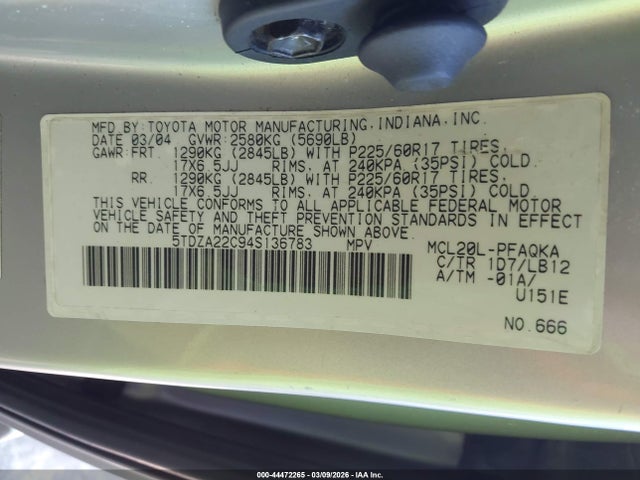 MFD.BY:TOYOTA MOTOR MANUFACTURING,INDIANA,INC.
DATE 03/04 GVWR:2580KG (5690LB)
GAWR:FRT. 1290KG (2845LB) WITH P225/60R17 TIRES,
17X6.5JJ RIMS, AT 240KPA (35PSI) COLD.
RR. 1290KG (2845LB) WITH P225/60R17 TIRES,
17X6.5JJ RIMS, AT 240KPA (35PSI) COLD.
THIS VEHICLE CONFORMS TO ALL APPLICABLE FEDERAL MOTOR
VEHICLE SAFETY AND THEFT PREVENTION STANDARDS IN EFFECT
ON THE DATE OF MANUFACTURE SHOWN ABOVE.
5TDZA22C94S136783 MPV MCL20L-PFAQKA
C/TR 1D7/LB12
A/TM -01A/
U151E
NO.666
000-44472265 - 03/09/2026 - IAA Inc.